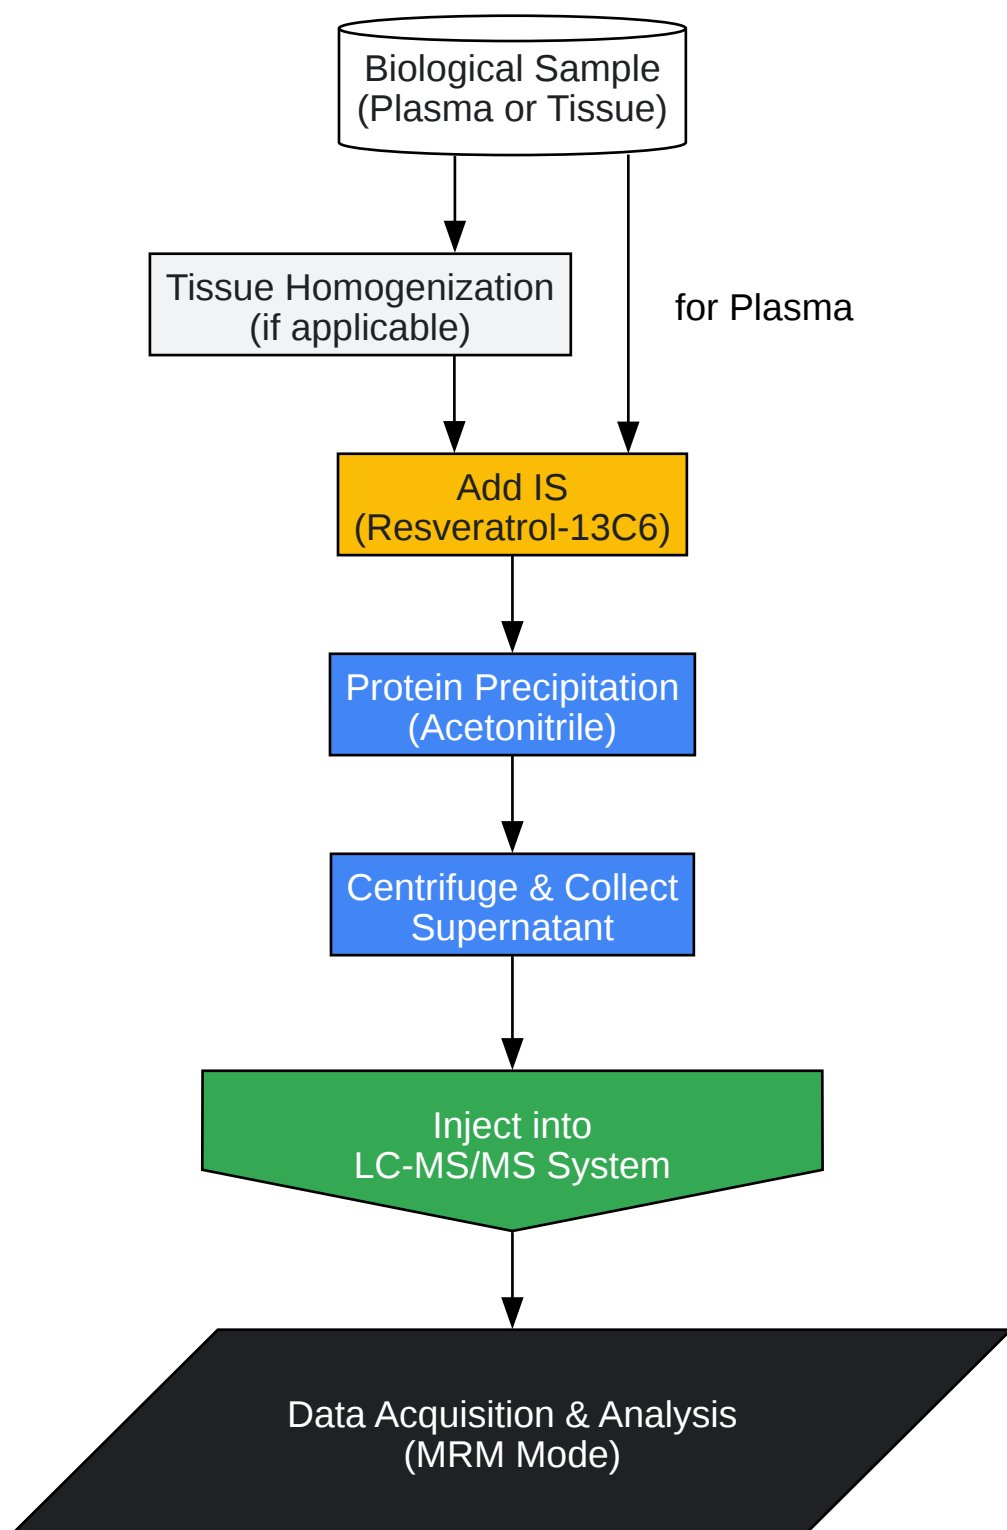 Biological Sample
(Plasma or Tissue)
Tissue Homogenization
(if applicable)
for Plasma
Add IS
(Resveratrol-13C6)
Protein Precipitation
(Acetonitrile)
Centrifuge & Collect
Supernatant
Inject into
LC-MS/MS System
Data Acquisition & Analysis
(MRM Mode)